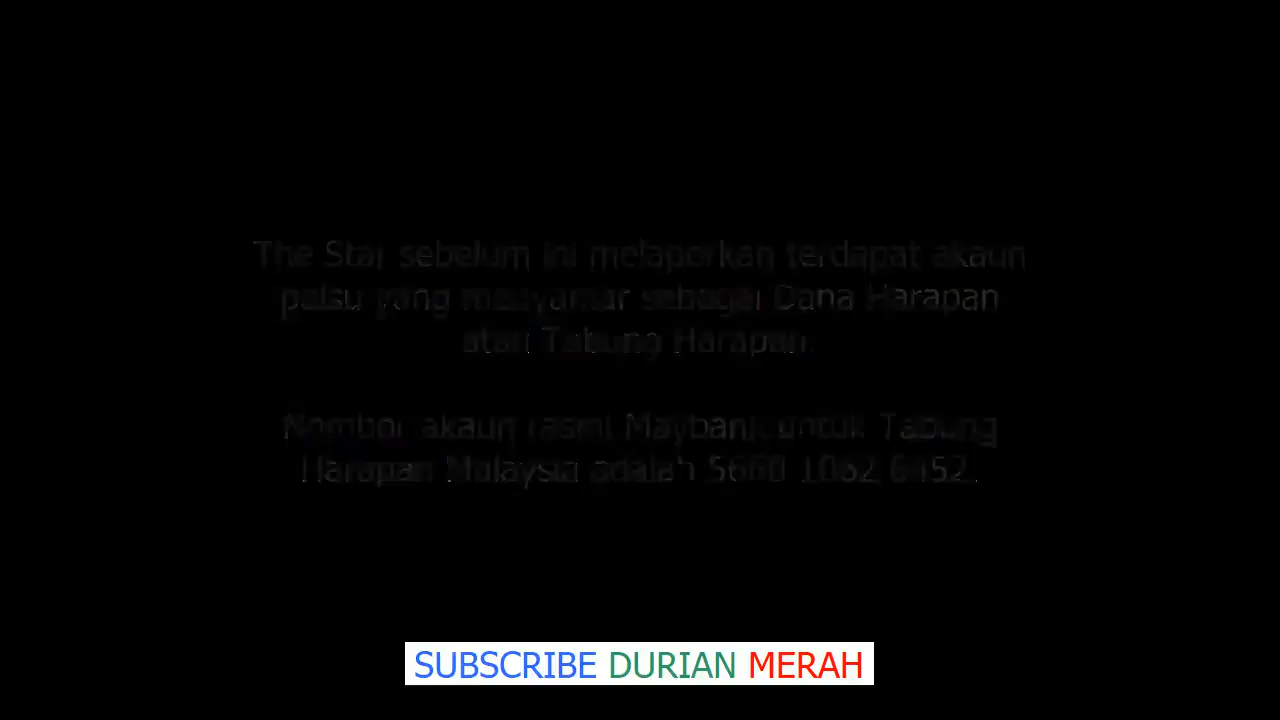 The Star sebelum ini melaporkan terdapat akaun
palsu yang menyamar sebagai Dana Harapan
atau Tabung Harapan.
Nombor akaun rasmi Maybank untuk Tabung
Harapan Malaysia adalah 5660 1062 6452.
SUBSCRIBE DURIAN MERAH